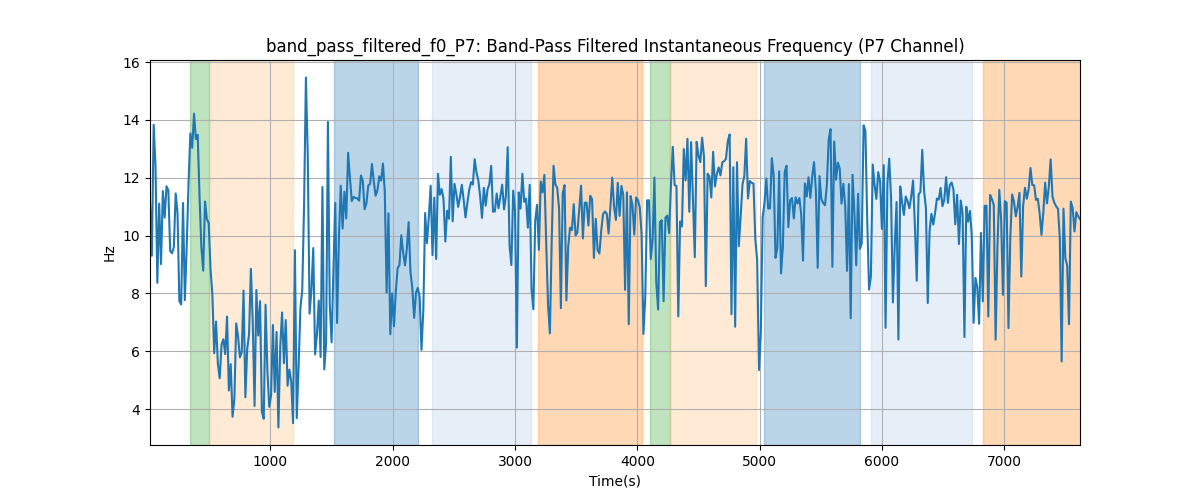 band_pass_filtered_f0_P7: Band-Pass Filtered Instantaneous Frequency (P7 Channel)
16
14
12
10
8
6
4
Hz
1000 2000 3000 4000 5000 6000 7000
Time(s)